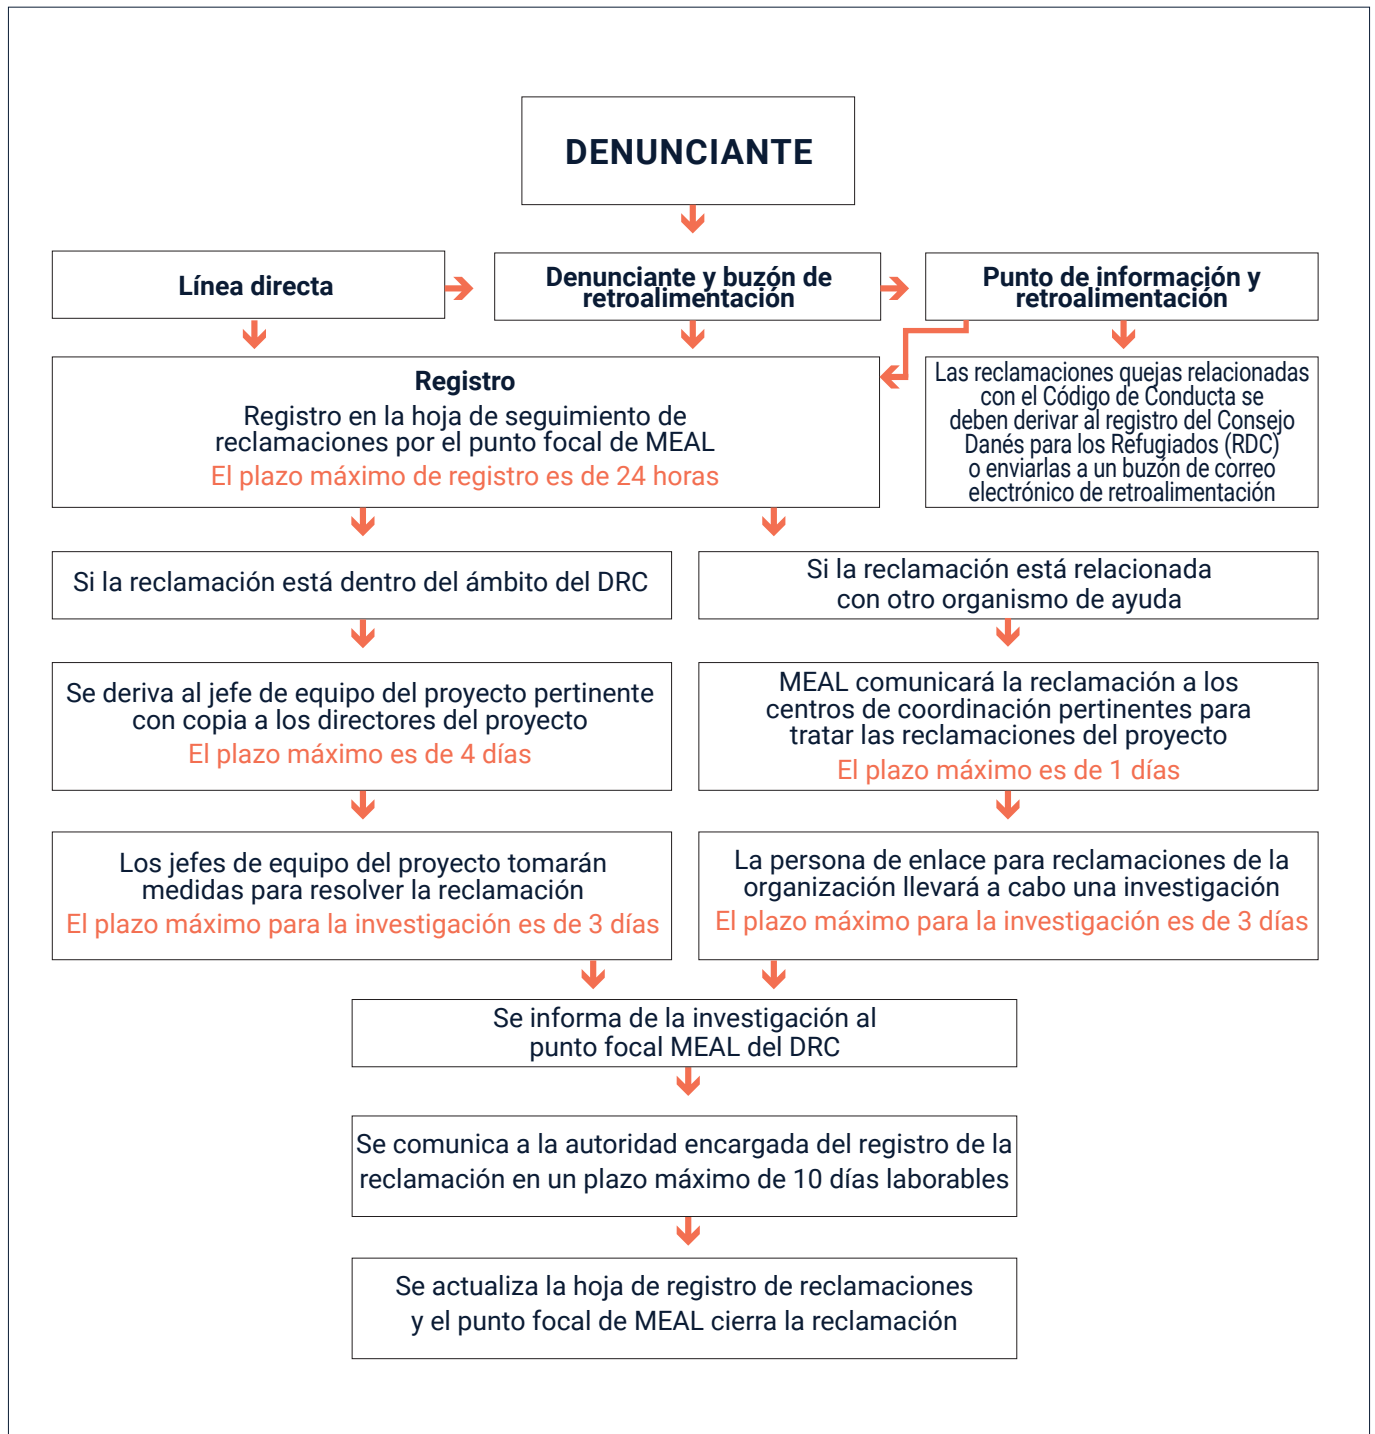 DENUNCIANTE
Línea directa
Denunciante y buzón de
retroalimentación
Punto de información y
retroalimentación
Registro
Registro en la hoja de seguimiento de
reclamaciones por el punto focal de MEAL
El plazo máximo de registro es de 24 horas
Las reclamaciones quejas relacionadas
con el Código de Conducta se
deben derivar al registro del Consejo
Danés para los Refugiados (RDC)
o enviarlas a un buzón de correo
electrónico de retroalimentación
Si la reclamación está dentro del ámbito del DRC
Si la reclamación está relacionada
con otro organismo de ayuda
Se deriva al jefe de equipo del proyecto pertinente
con copia a los directores del proyecto
El plazo máximo es de 4 días
MEAL comunicará la reclamación a los
centros de coordinación pertinentes para
tratar las reclamaciones del proyecto
El plazo máximo es de 1 días
Los jefes de equipo del proyecto tomarán
medidas para resolver la reclamación
El plazo máximo para la investigación es de 3 días
La persona de enlace para reclamaciones de la
organización llevará a cabo una investigación
El plazo máximo para la investigación es de 3 días
Se informa de la investigación al
punto focal MEAL del DRC
Se comunica a la autoridad encargada del registro de la
reclamación en un plazo máximo de 10 días laborables
Se actualiza la hoja de registro de reclamaciones
y el punto focal de MEAL cierra la reclamación